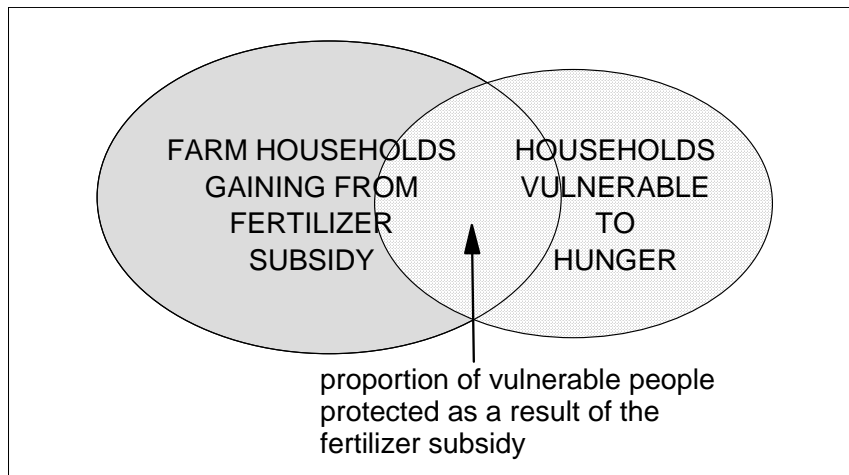 FARM HOUSEHOLDS
GAINING FROM
FERTILIZER
SUBSIDY
HOUSEHOLDS
VULNERABLE
TO
HUNGER
proportion of vulnerable people
protected as a result of the
fertilizer subsidy